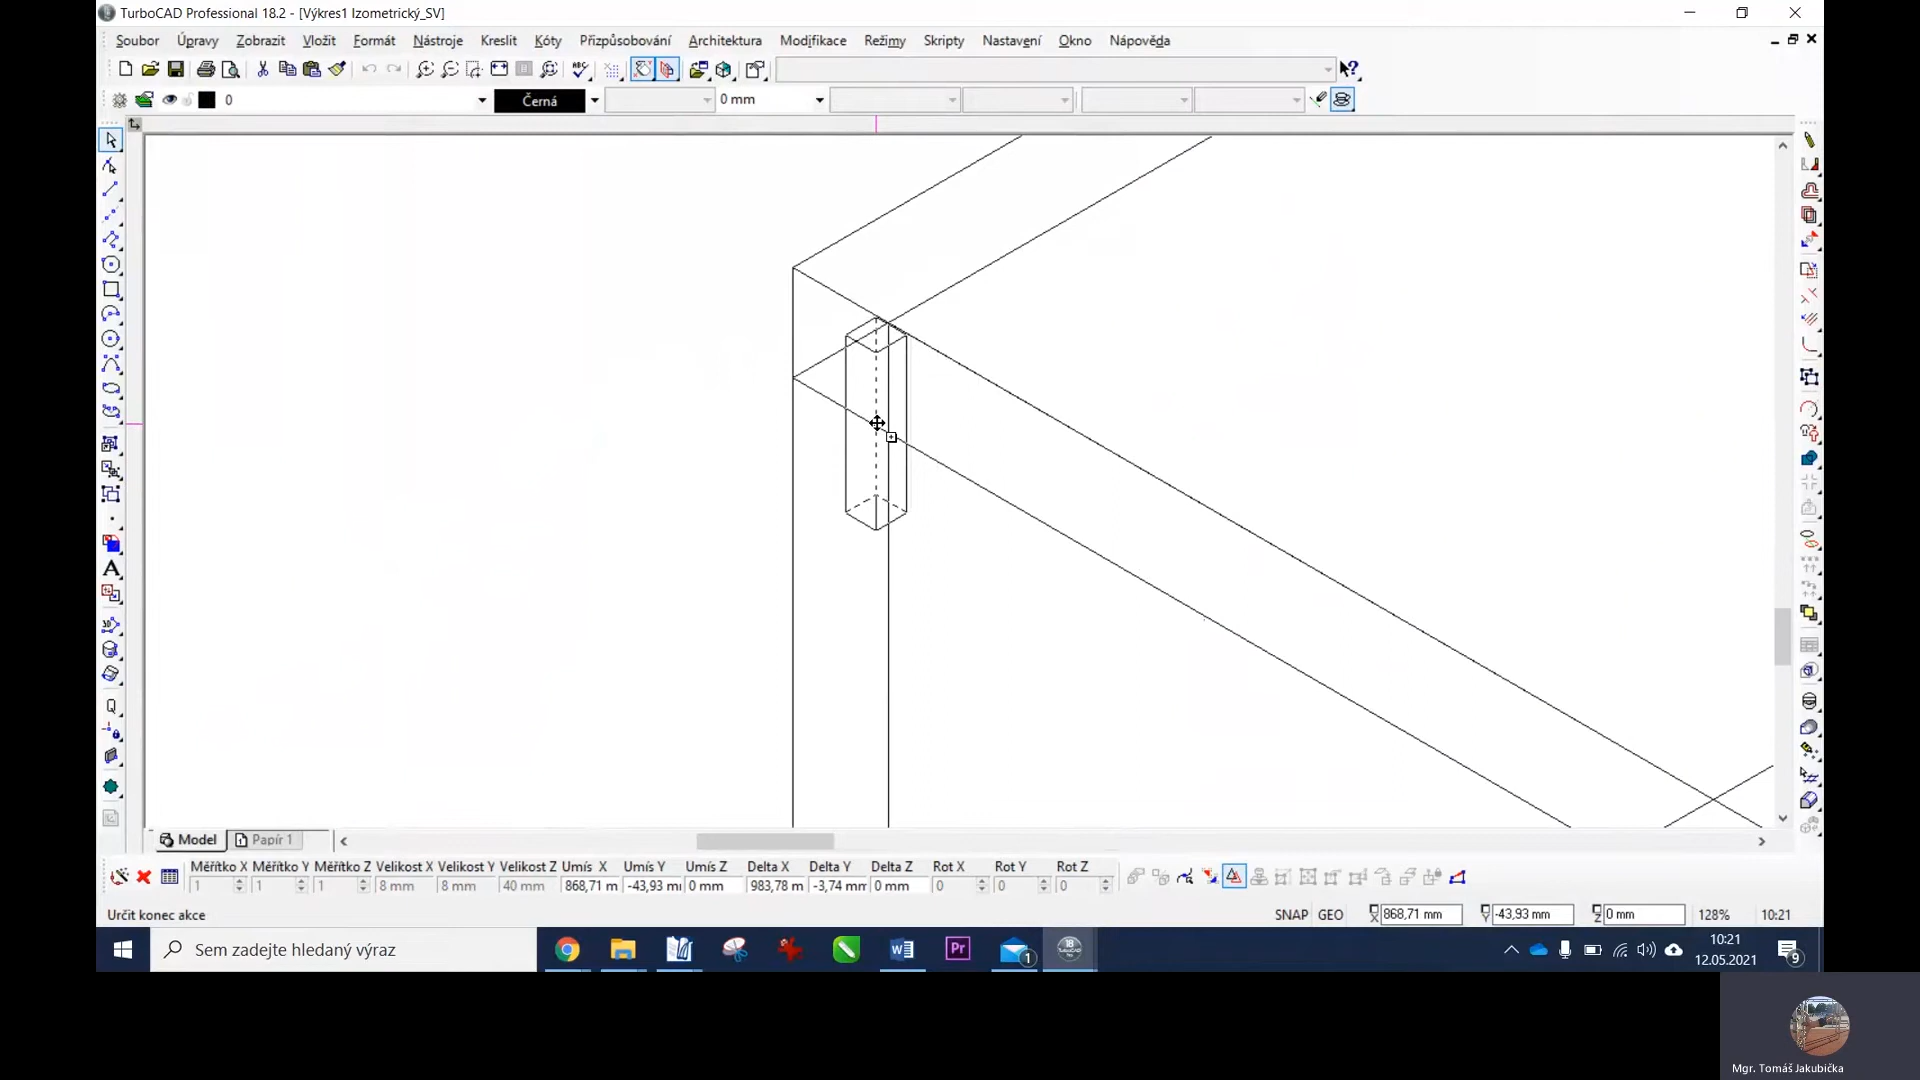 TurboCAD Professional 18.2 - [Výkres1 Izometrický_SV]
Soubor Úpravy Zobrazit Vložit Formát Nástroje Kreslit Kóty Přizpůsobování Architektura Modifikace Režimy Skripty Nastavení Okno Nápověda
0 Černá 0 mm
Model Papír 1
Měřítko X Měřítko Y Měřítko Z Velikost X Velikost Y Velikost Z Umís X Umís Y Umís Z Delta X Delta Y Delta Z Rot X Rot Y Rot Z
1 1 1 8 mm 8 mm 40 mm 868,71 m -43,93 m 0 mm 983,78 m -3,74 mm 0 mm 0 0 0
Určit konec akce SNAP GEO 868,71 mm -43,93 mm 0 mm 128% 10:21
Sem zadejte hledaný výraz
10:21
12.05.2021
Mgr. Tomáš Jakubička